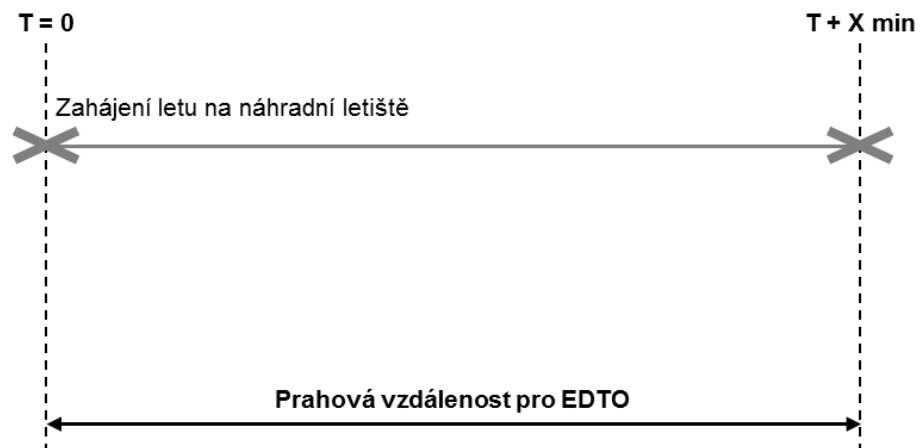 T = 0
T + X min
Zahájení letu na náhradní letiště
Prahová vzdálenost pro EDTO